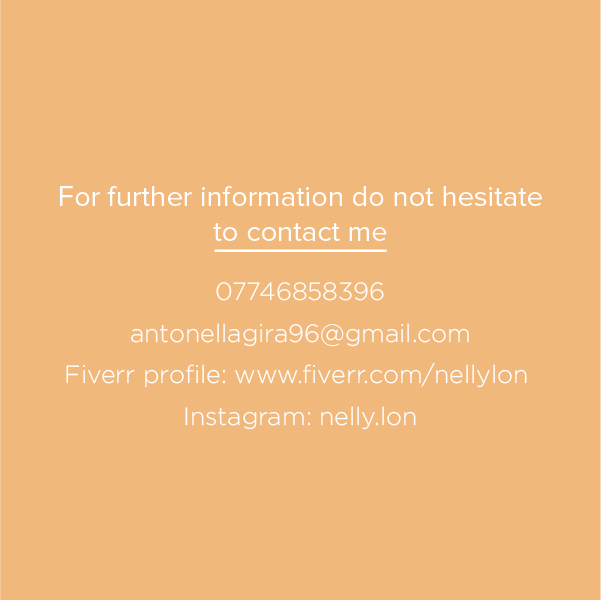 For further information do not hesitate
to contact me
07746858396
antonellagira96@gmail.com
Fiverr profile: www.fiverr.com/nellylon
Instagram: nelly.lon